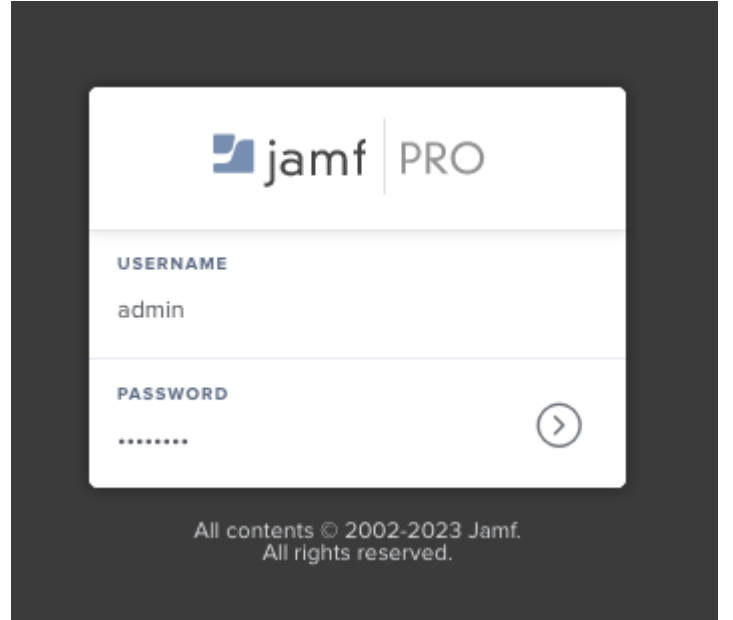 jamf PRO
USERNAME
admin
PASSWORD
••••••••
All contents © 2002-2023 Jamf.
All rights reserved.